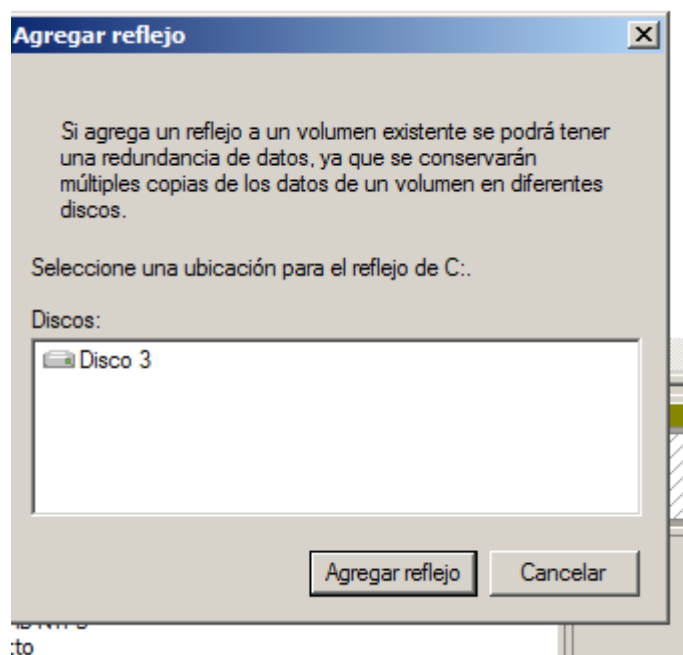 Agregar reflejo
Si agrega un reflejo a un volumen existente se podrá tener
una redundancia de datos, ya que se conservarán
múltiples copias de los datos de un volumen en diferentes
discos.
Seleccione una ubicación para el reflejo de C:.
Discos:
Disco 3
Agregar reflejo
Cancelar
:to